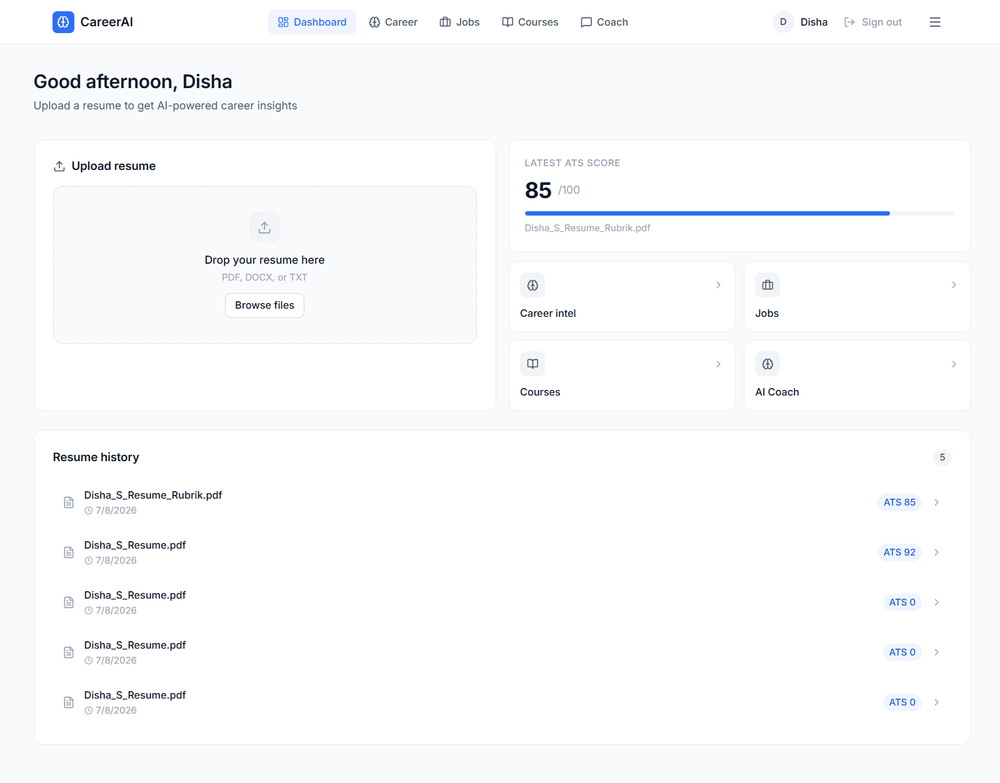 CareerAI
Dashboard
Career
Jobs
Courses
Coach
D
Disha
Sign out
Good afternoon, Disha
Upload a resume to get AI-powered career insights
Upload resume
Drop your resume here
PDF, DOCX, or TXT
Browse files
LATEST ATS SCORE
85 /100
Disha_S_Resume_Rubrik.pdf
Career intel
Jobs
Courses
AI Coach
Resume history
5
Disha_S_Resume_Rubrik.pdf
7/8/2026
ATS 85
Disha_S_Resume.pdf
7/8/2026
ATS 92
Disha_S_Resume.pdf
7/8/2026
ATS 0
Disha_S_Resume.pdf
7/8/2026
ATS 0
Disha_S_Resume.pdf
7/8/2026
ATS 0